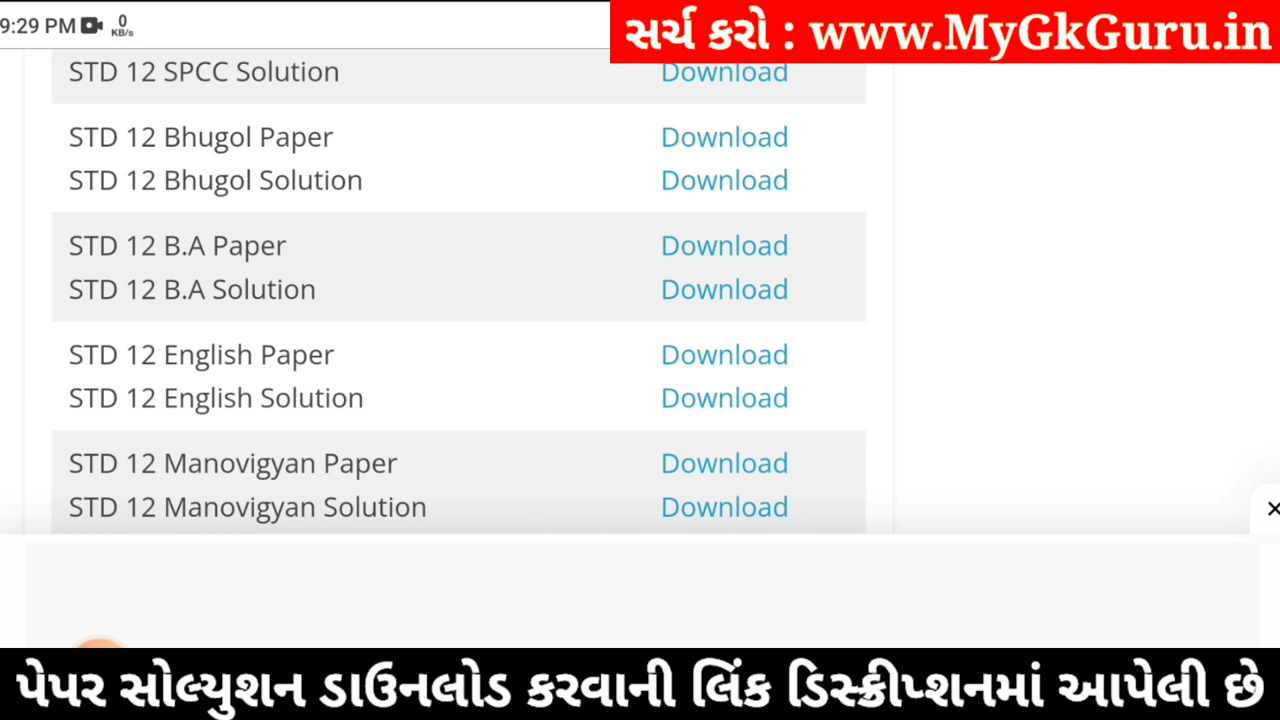 9:29 PM 0 KB/s
સર્ચ કરો : www.MyGkGuru.in
STD 12 SPCC Solution Download
STD 12 Bhugol Paper Download
STD 12 Bhugol Solution Download
STD 12 B.A Paper Download
STD 12 B.A Solution Download
STD 12 English Paper Download
STD 12 English Solution Download
STD 12 Manovigyan Paper Download
STD 12 Manovigyan Solution Download
પેપર સોલ્યુશન ડાઉનલોડ કરવાની લિંક ડિસ્ક્રીપ્શનમાં આપેલી છે